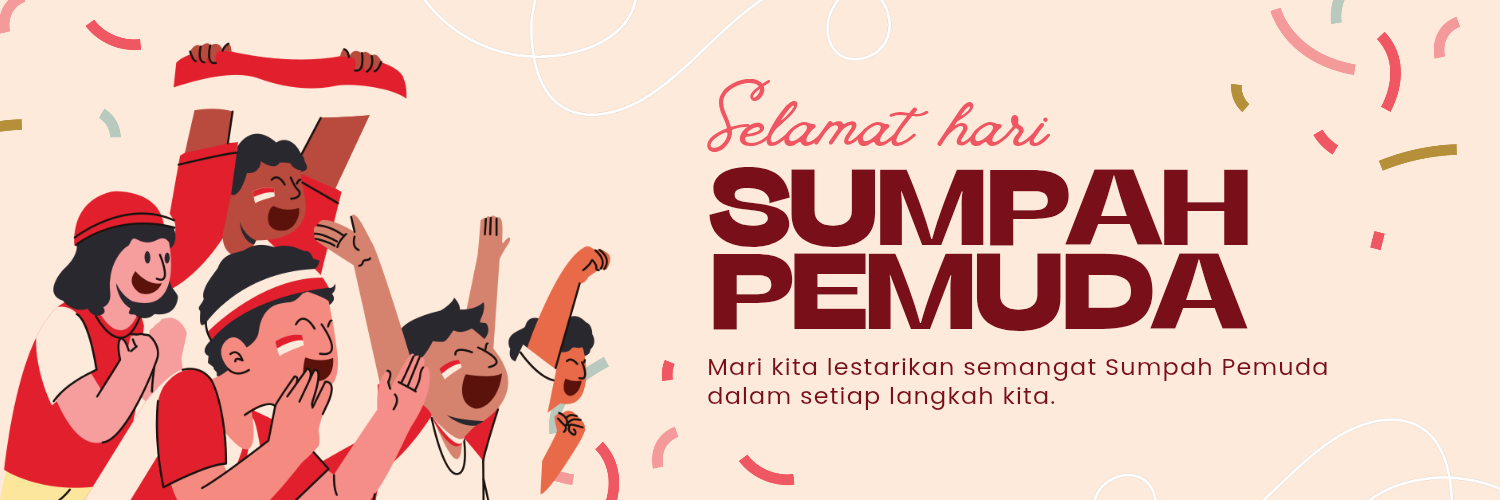 Selamat hari
SUMPAH
PEMUDA
Mari kita lestarikan semangat Sumpah Pemuda
dalam setiap langkah kita.